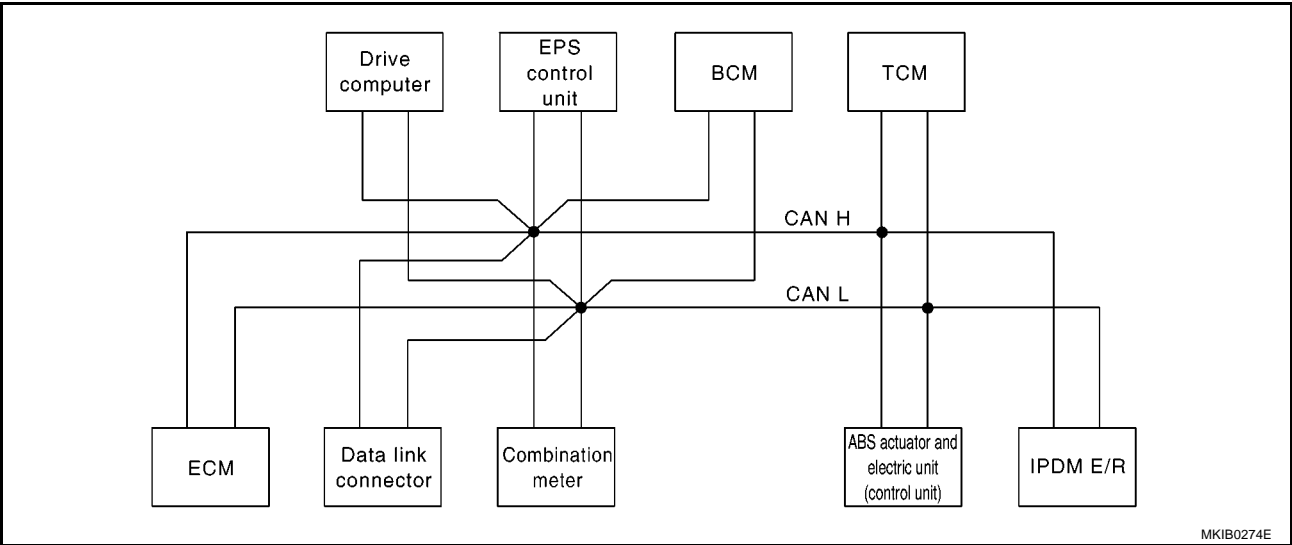 Drive
computer
EPS
control
unit
BCM
TCM
CAN H
CAN L
ECM
Data link
connector
Combination
meter
ABS actuator and
electric unit
(control unit)
IPDM E/R
MKIB0274E